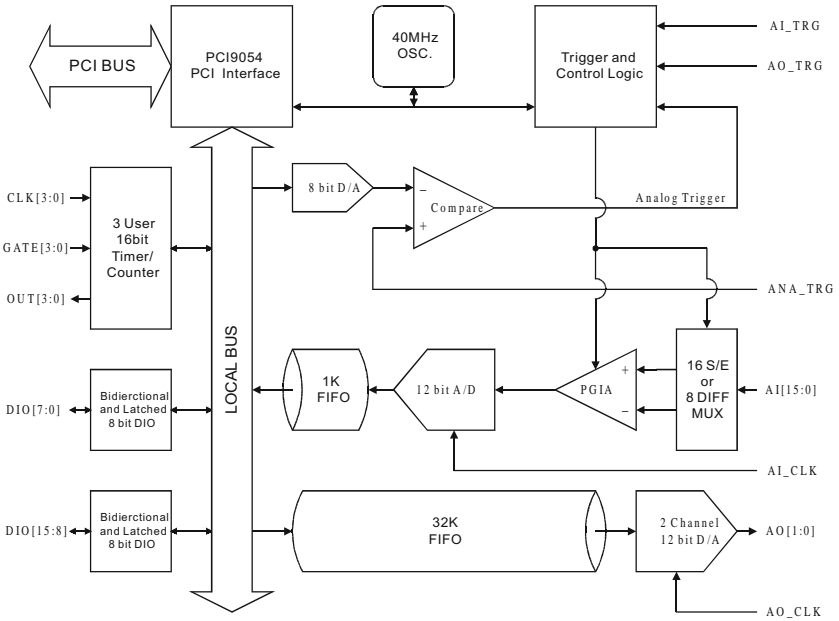 PCI BUS
PCI9054
PCI Interface
40MHz
OSC.
Trigger and
Control Logic
AI_TRG
AO_TRG
CLK[3:0]
GATE[3:0]
OUT[3:0]
3 User
16bit
Timer/
Counter
8 bit D/A
−
Compare
+
Analog Trigger
ANA_TRG
LOCAL BUS
1K
FIFO
12 bit A/D
+
PGIA
−
16 S/E
or
8 DIFF
MUX
AI[15:0]
AI_CLK
DIO[7:0]
Bidierctional
and Latched
8 bit DIO
DIO[15:8]
Bidierctional
and Latched
8 bit DIO
32K
FIFO
2 Channel
12 bit D/A
AO[1:0]
AO_CLK